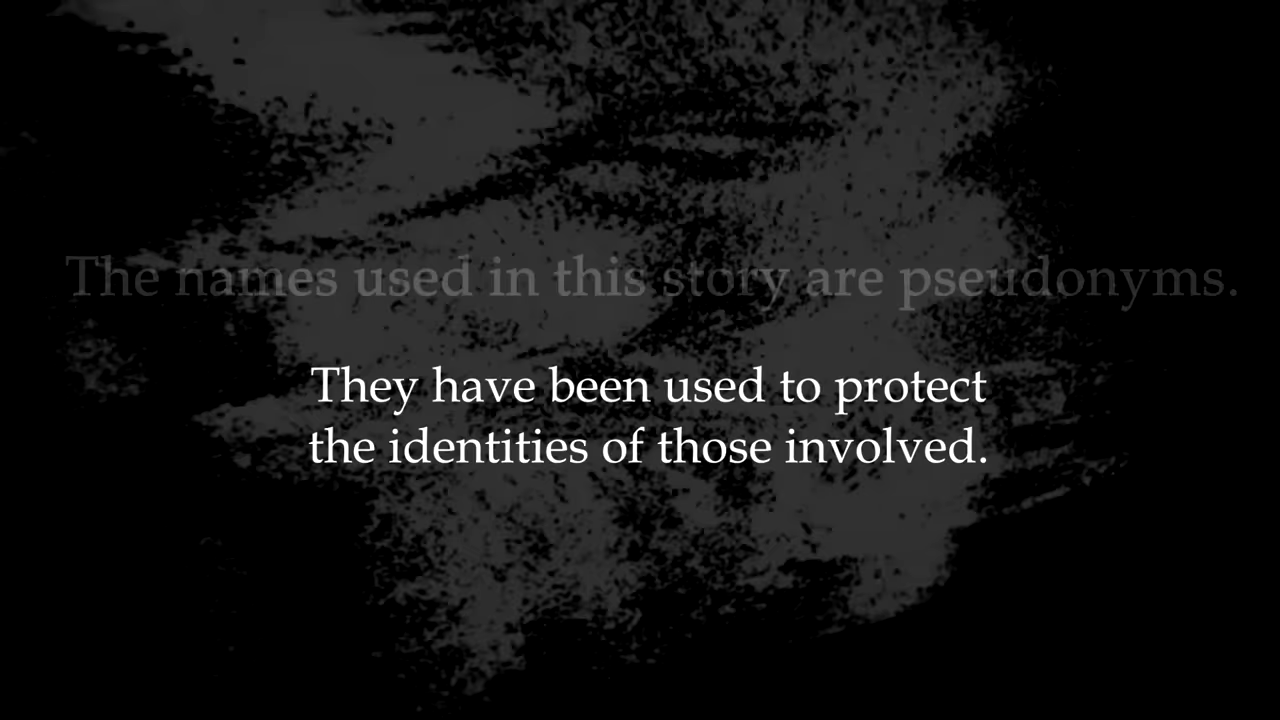 The names used in this story are pseudonyms.
They have been used to protect
the identities of those involved.